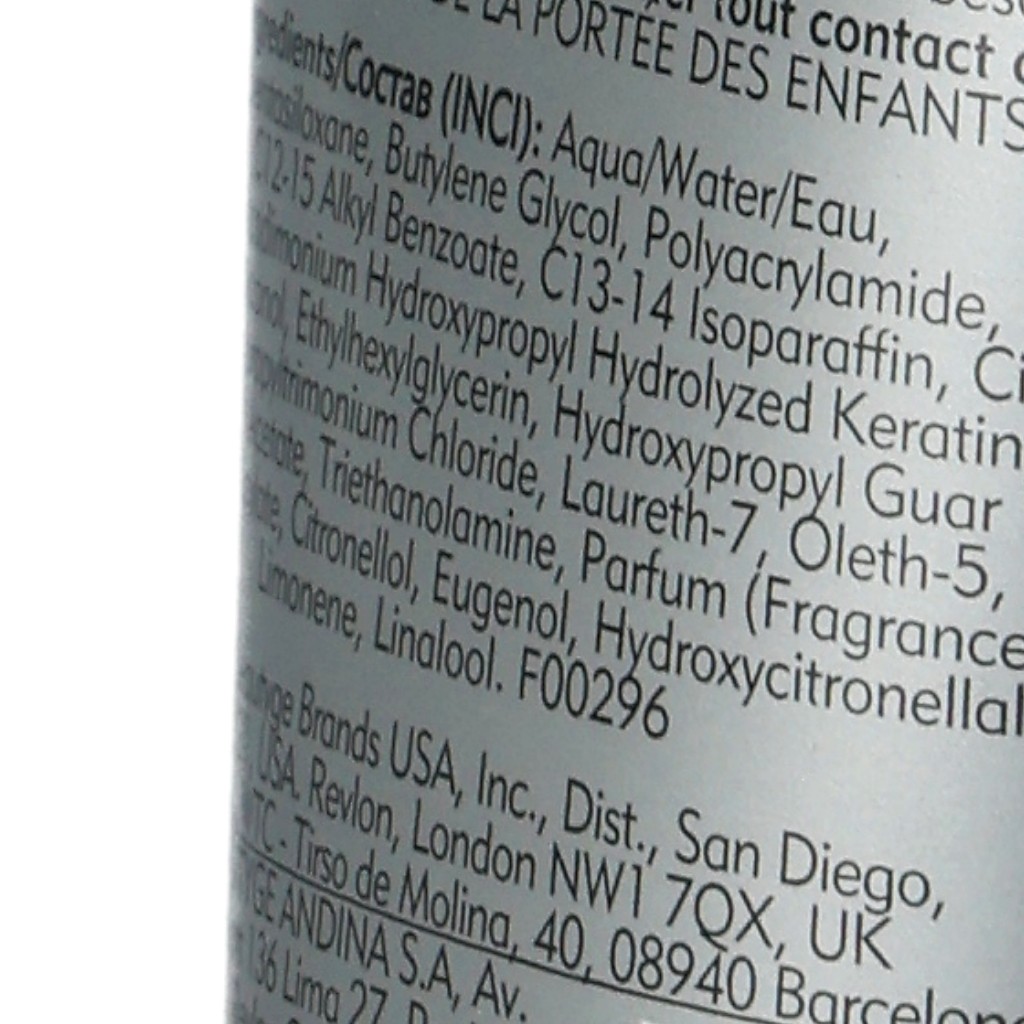 tout contact
LA PORTÉE DES ENFANTS
Ingredients/Состав (INCI): Aqua/Water/Eau,
Butylene Glycol, Polyacrylamide,
C12-15 Alkyl Benzoate, C13-14 Isoparaffin,
Hydroxypropyl Hydrolyzed Keratin
Ethylhexylglycerin, Hydroxypropyl Guar
Chloride, Laureth-7, Oleth-5,
Triethanolamine, Parfum (Fragrance
Citronellol, Eugenol, Hydroxycitronellal
Limonene, Linalool. F00296
Brands USA, Inc., Dist., San Diego,
USA. Revlon, London NW1 7QX, UK
- Tirso de Molina, 40, 08940
ANDINA S.A, Av.
136 Lima 27,